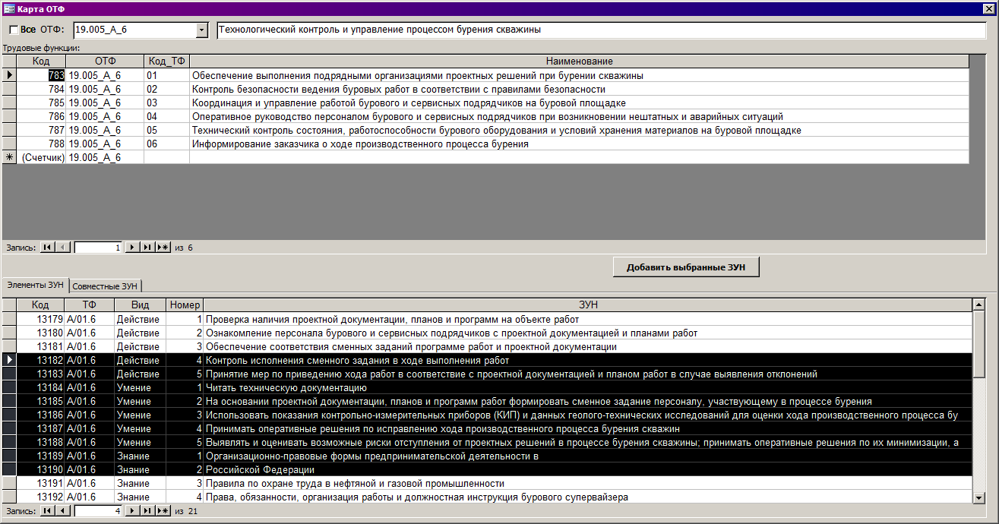 Карта ОТФ
Все ОТФ: 19.005_А_6 Технологический контроль и управление процессом бурения скважины
Трудовые функции:
Код ОТФ Код_ТФ Наименование
783 19.005_А_6 01 Обеспечение выполнения подрядными организациями проектных решений при бурении скважины
784 19.005_А_6 02 Контроль безопасности ведения буровых работ в соответствии с правилами безопасности
785 19.005_А_6 03 Координация и управление работой бурового и сервисных подрядчиков на буровой площадке
786 19.005_А_6 04 Оперативное руководство персоналом бурового и сервисных подрядчиков при возникновении нештатных и аварийных ситуаций
787 19.005_А_6 05 Технический контроль состояния, работоспособности бурового оборудования и условий хранения материалов на буровой площадке
788 19.005_А_6 06 Информирование заказчика о ходе производственного процесса бурения
(Счетчик) 19.005_А_6
Запись: 1 из 6
Добавить выбранные ЗУН
Элементы ЗУН Совместные ЗУН
Код ТФ Вид Номер ЗУН
13179 А/01.6 Действие 1 Проверка наличия проектной документации, планов и программ на объекте работ
13180 А/01.6 Действие 2 Ознакомление персонала бурового и сервисных подрядчиков с проектной документацией и планами работ
13181 А/01.6 Действие 3 Обеспечение соответствия сменных заданий программе работ и проектной документации
13182 А/01.6 Действие 4 Контроль исполнения сменного задания в ходе выполнения работ
13183 А/01.6 Действие 5 Принятие мер по приведению хода работ в соответствие с проектной документацией и планом работ в случае выявления отклонений
13184 А/01.6 Умение 1 Читать техническую документацию
13185 А/01.6 Умение 2 На основании проектной документации, планов и программ работ формировать сменное задание персоналу, участвующему в процессе бурения
13186 А/01.6 Умение 3 Использовать показания контрольно-измерительных приборов (КИП) и данных геолого-технических исследований для оценки хода производственного процесса бу
13187 А/01.6 Умение 4 Принимать оперативные решения по исправлению хода производственного процесса бурения скважин
13188 А/01.6 Умение 5 Выявлять и оценивать возможные риски отступления от проектных решений в процессе бурения скважины; принимать оперативные решения по их минимизации, а
13189 А/01.6 Знание 1 Организационно-правовые формы предпринимательской деятельности в
13190 А/01.6 Знание 2 Российской Федерации
13191 А/01.6 Знание 3 Правила по охране труда в нефтяной и газовой промышленности
13192 А/01.6 Знание 4 Права, обязанности, организация работы и должностная инструкция бурового супервайзера
Запись: 4 из 21